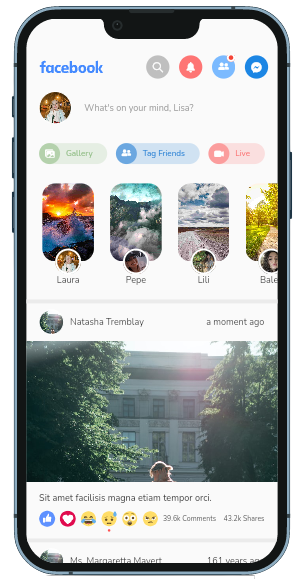 facebook
What's on your mind, Lisa?
Gallery
Tag Friends
Live
Laura
Pepe
Lili
Bale
Natasha Tremblay
a moment ago
Sit amet facilisis magna etiam tempor orci.
39.6k Comments
43.2k Shares
Ms. Margaretta Mayert
161 years ago